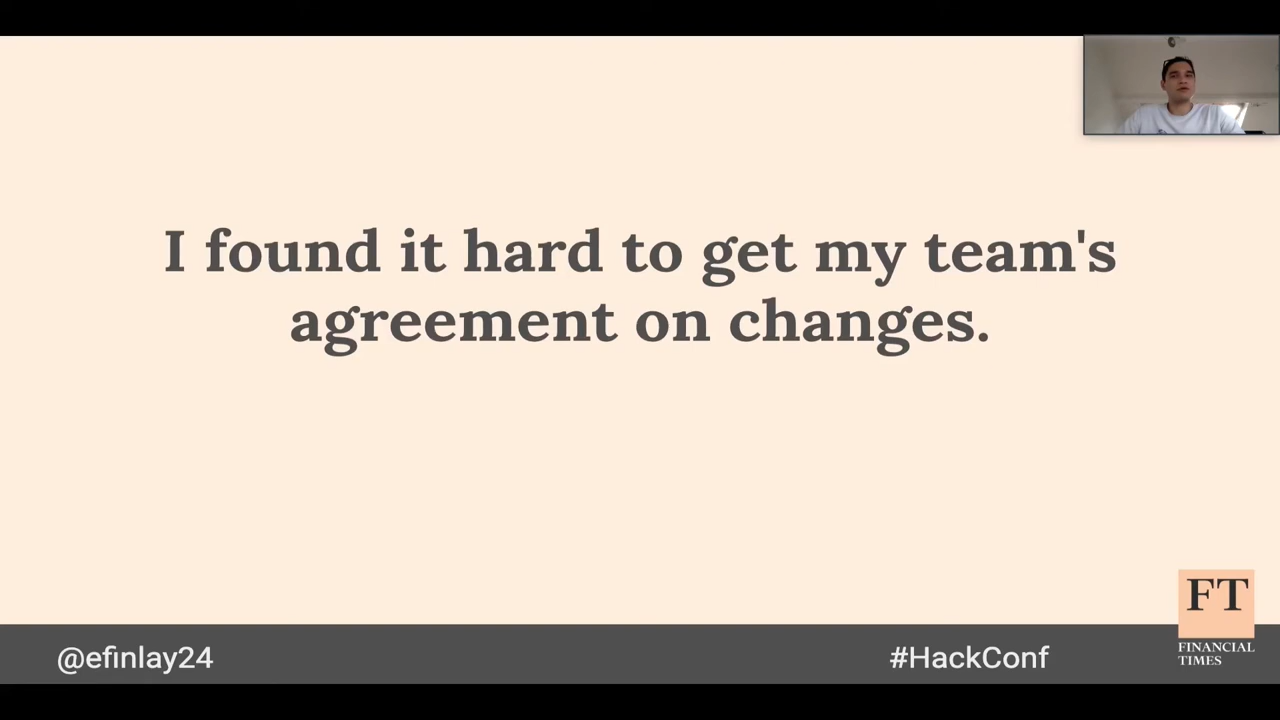 I found it hard to get my team's
agreement on changes.
@efinlay24
#HackConf
FT
FINANCIAL
TIMES